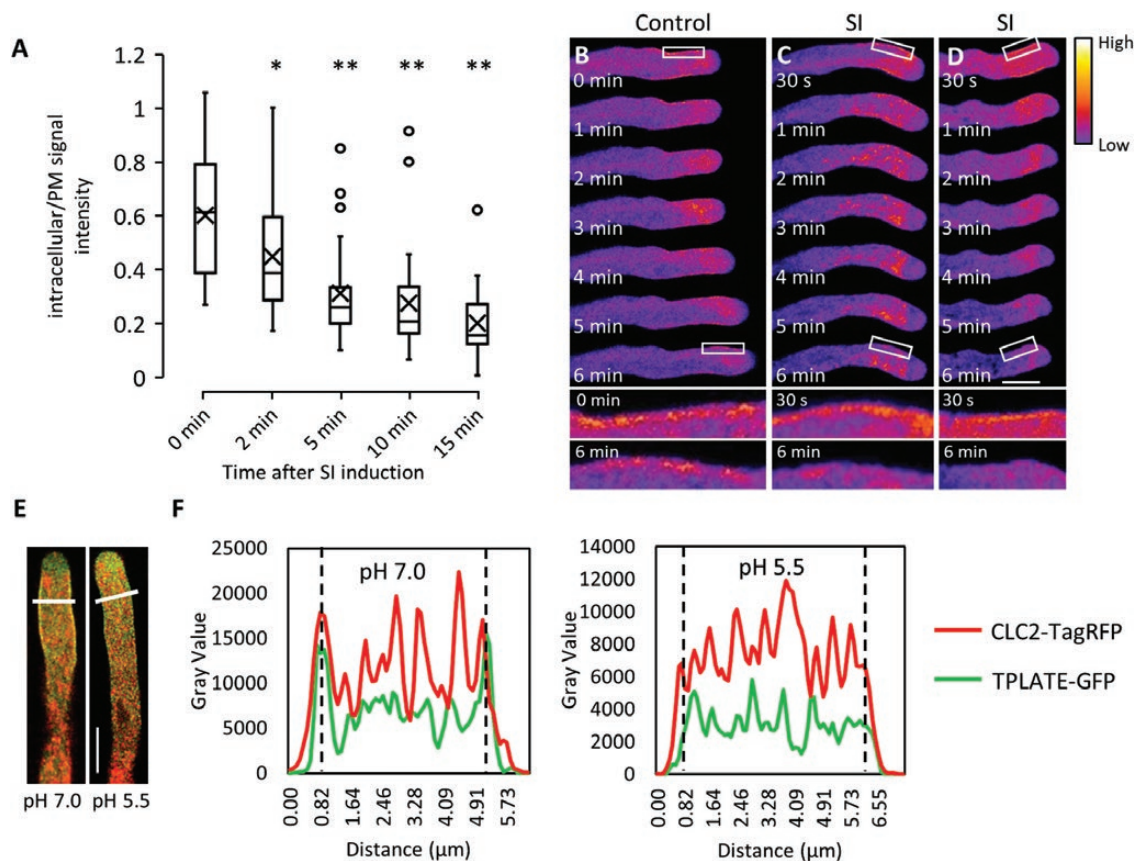 A
1.2
1
0.8
0.6
0.4
0.2
0
intracellular/PM signal
intensity
* ** ** **
0 min
2 min
5 min
10 min
15 min
Time after SI induction
Control
SI
SI
B
0 min
1 min
2 min
3 min
4 min
5 min
6 min
0 min
6 min
C
30 s
1 min
2 min
3 min
4 min
5 min
6 min
30 s
6 min
D
30 s
1 min
2 min
3 min
4 min
5 min
6 min
30 s
6 min
High
Low
E
pH 7.0
pH 5.5
F
25000
20000
15000
10000
5000
0
Gray Value
pH 7.0
0.00
0.82
1.64
2.46
3.28
4.09
4.91
5.73
Distance (µm)
14000
12000
10000
8000
6000
4000
2000
0
Gray Value
pH 5.5
0.00
0.82
1.64
2.46
3.28
4.09
4.91
5.73
6.55
Distance (µm)
CLC2-TagRFP
TPLATE-GFP